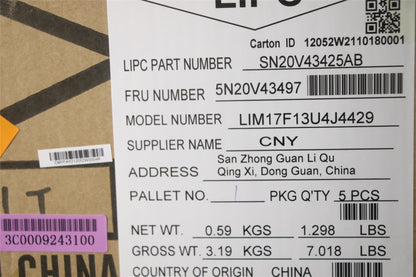 LIPC
Carton ID 12052W2110180001
LIPC PART NUMBER SN20V43425AB
FRU NUMBER 5N20V43497
MODEL NUMBER LIM17F13U4J4429
SUPPLIER NAME CNY
ADDRESS San Zhong Guan Li Qu
Qing Xi, Dong Guan, China
PALLET NO. 1 PKG Q'TY 5 PCS
NET WT. 0.59 KGS 1.298 LBS
GROSS WT. 3.19 KGS 7.018 LBS
COUNTRY OF ORIGIN CHINA
3C0009243100
CHINA